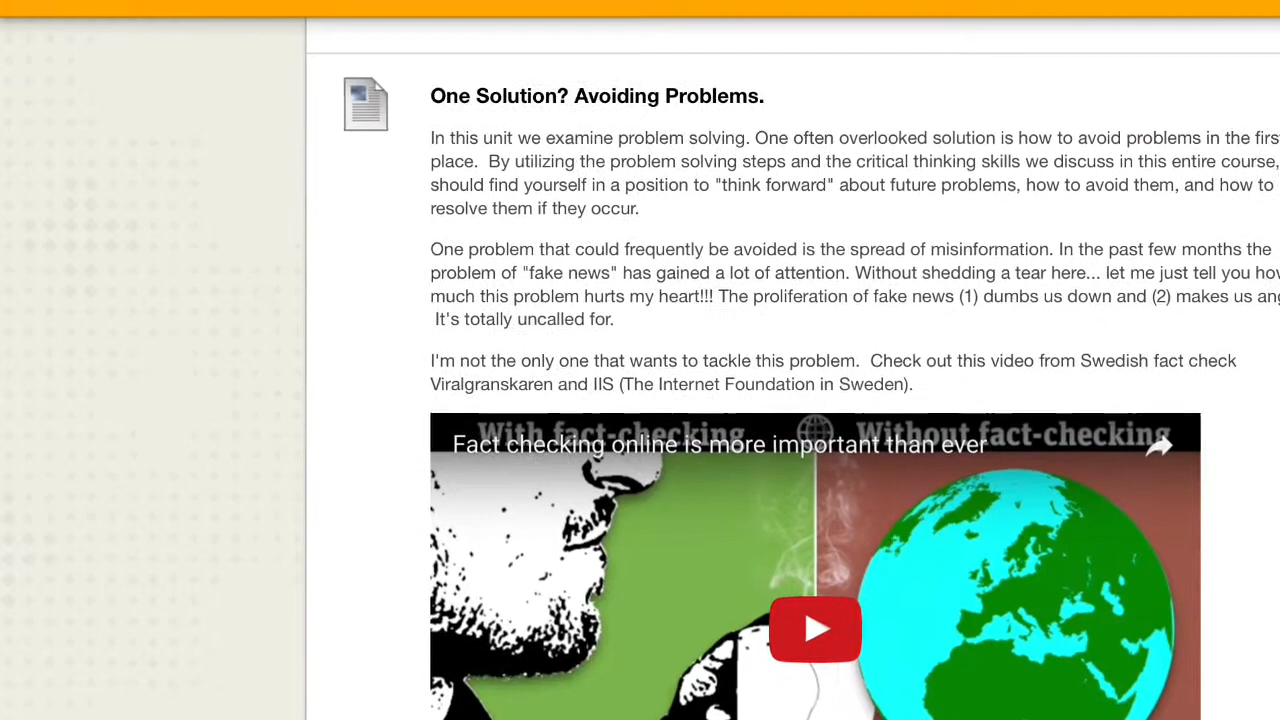 One Solution? Avoiding Problems.
In this unit we examine problem solving. One often overlooked solution is how to avoid problems in the
place.  By utilizing the problem solving steps and the critical thinking skills we discuss in this entire course,
should find yourself in a position to "think forward" about future problems, how to avoid them, and how to
resolve them if they occur.
One problem that could frequently be avoided is the spread of misinformation. In the past few months the
problem of "fake news" has gained a lot of attention. Without shedding a tear here... let me just tell you
much this problem hurts my heart!!! The proliferation of fake news (1) dumbs us down and (2) makes us
It's totally uncalled for.
I'm not the only one that wants to tackle this problem.  Check out this video from Swedish fact check
Viralgranskaren and IIS (The Internet Foundation in Sweden).
With fact-checking Without fact-checking
Fact checking online is more important than ever